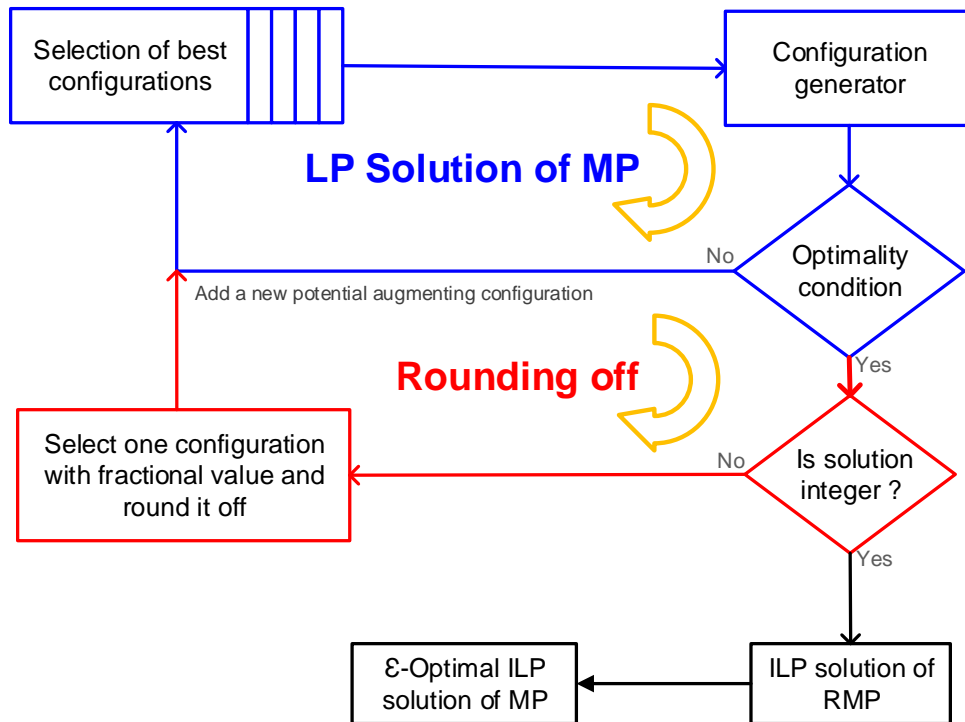 Selection of best
configurations
Configuration
generator
LP Solution of MP
No
Optimality
condition
Add a new potential augmenting configuration
Yes
Rounding off
Select one configuration
with fractional value and
round it off
No
Is solution
integer ?
Yes
Ɛ-Optimal ILP
solution of MP
ILP solution of
RMP